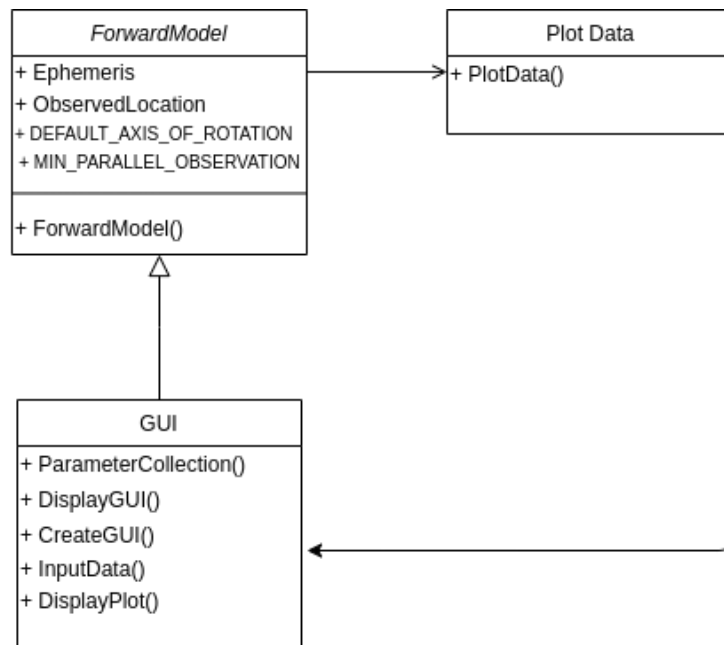 ForwardModel
+ Ephemeris
+ ObservedLocation
+ DEFAULT_AXIS_OF_ROTATION
+ MIN_PARALLEL_OBSERVATION
+ ForwardModel()
Plot Data
+ PlotData()
GUI
+ ParameterCollection()
+ DisplayGUI()
+ CreateGUI()
+ InputData()
+ DisplayPlot()